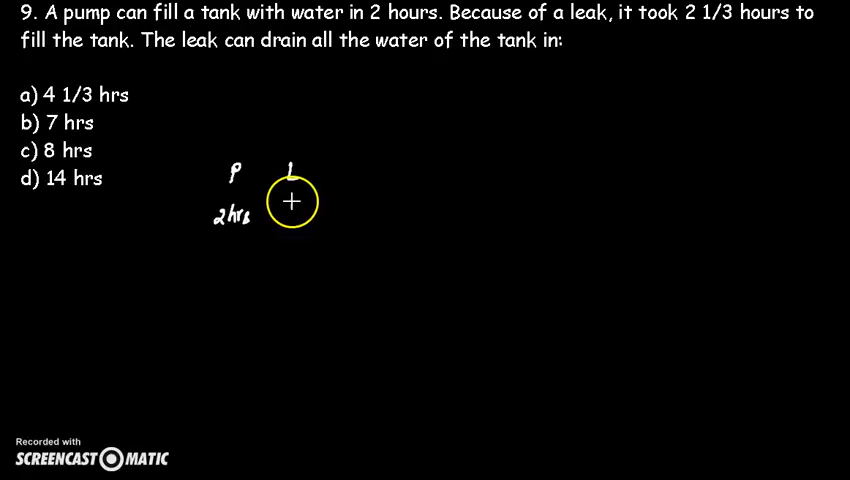 9. A pump can fill a tank with water in 2 hours. Because of a leak, it took 2 1/3 hours to
fill the tank. The leak can drain all the water of the tank in:
a) 4 1/3 hrs
b) 7 hrs
c) 8 hrs
d) 14 hrs
P L
2hrs
Recorded with
SCREENCAST MATIC